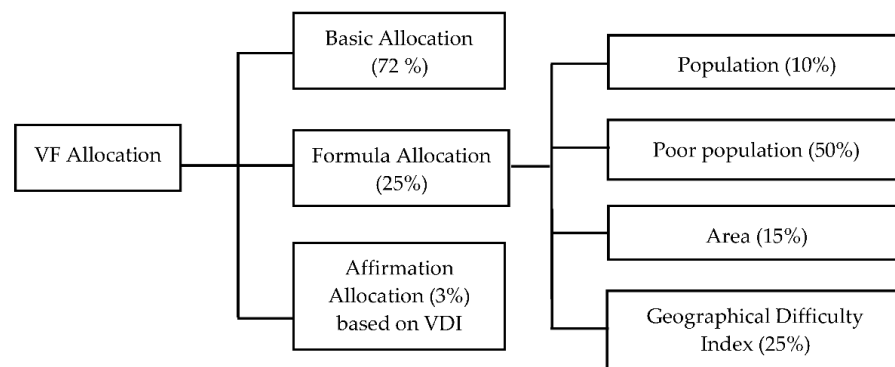 VF Allocation
Basic Allocation
(72 %)
Formula Allocation
(25%)
Affirmation
Allocation (3%)
based on VDI
Population (10%)
Poor population (50%)
Area (15%)
Geographical Difficulty
Index (25%)